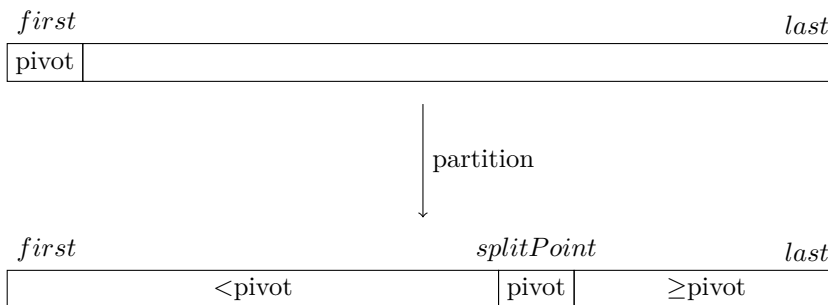 first last
pivot
partition
first splitPoint last
<pivot pivot ≥pivot